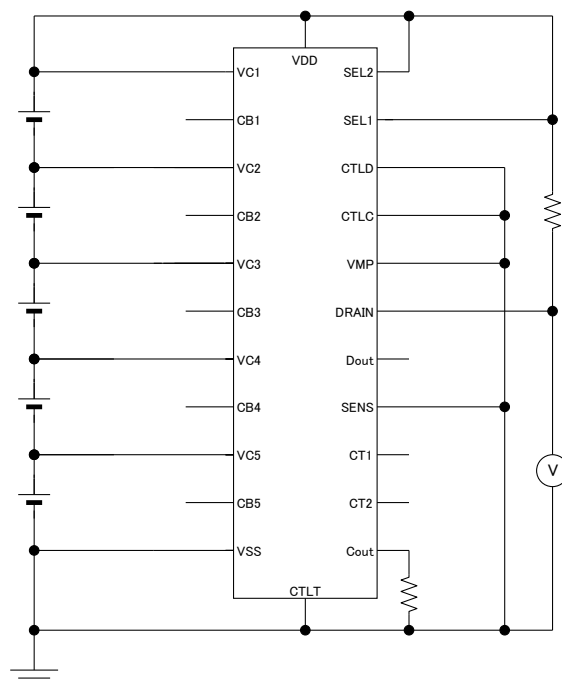 VDD
VC1 SEL2
CB1 SEL1
VC2 CTLD
CB2 CTLC
VC3 VMP
CB3 DRAIN
VC4 Dout
CB4 SENS
VC5 CT1
V
CB5 CT2
VSS Cout
CTLT